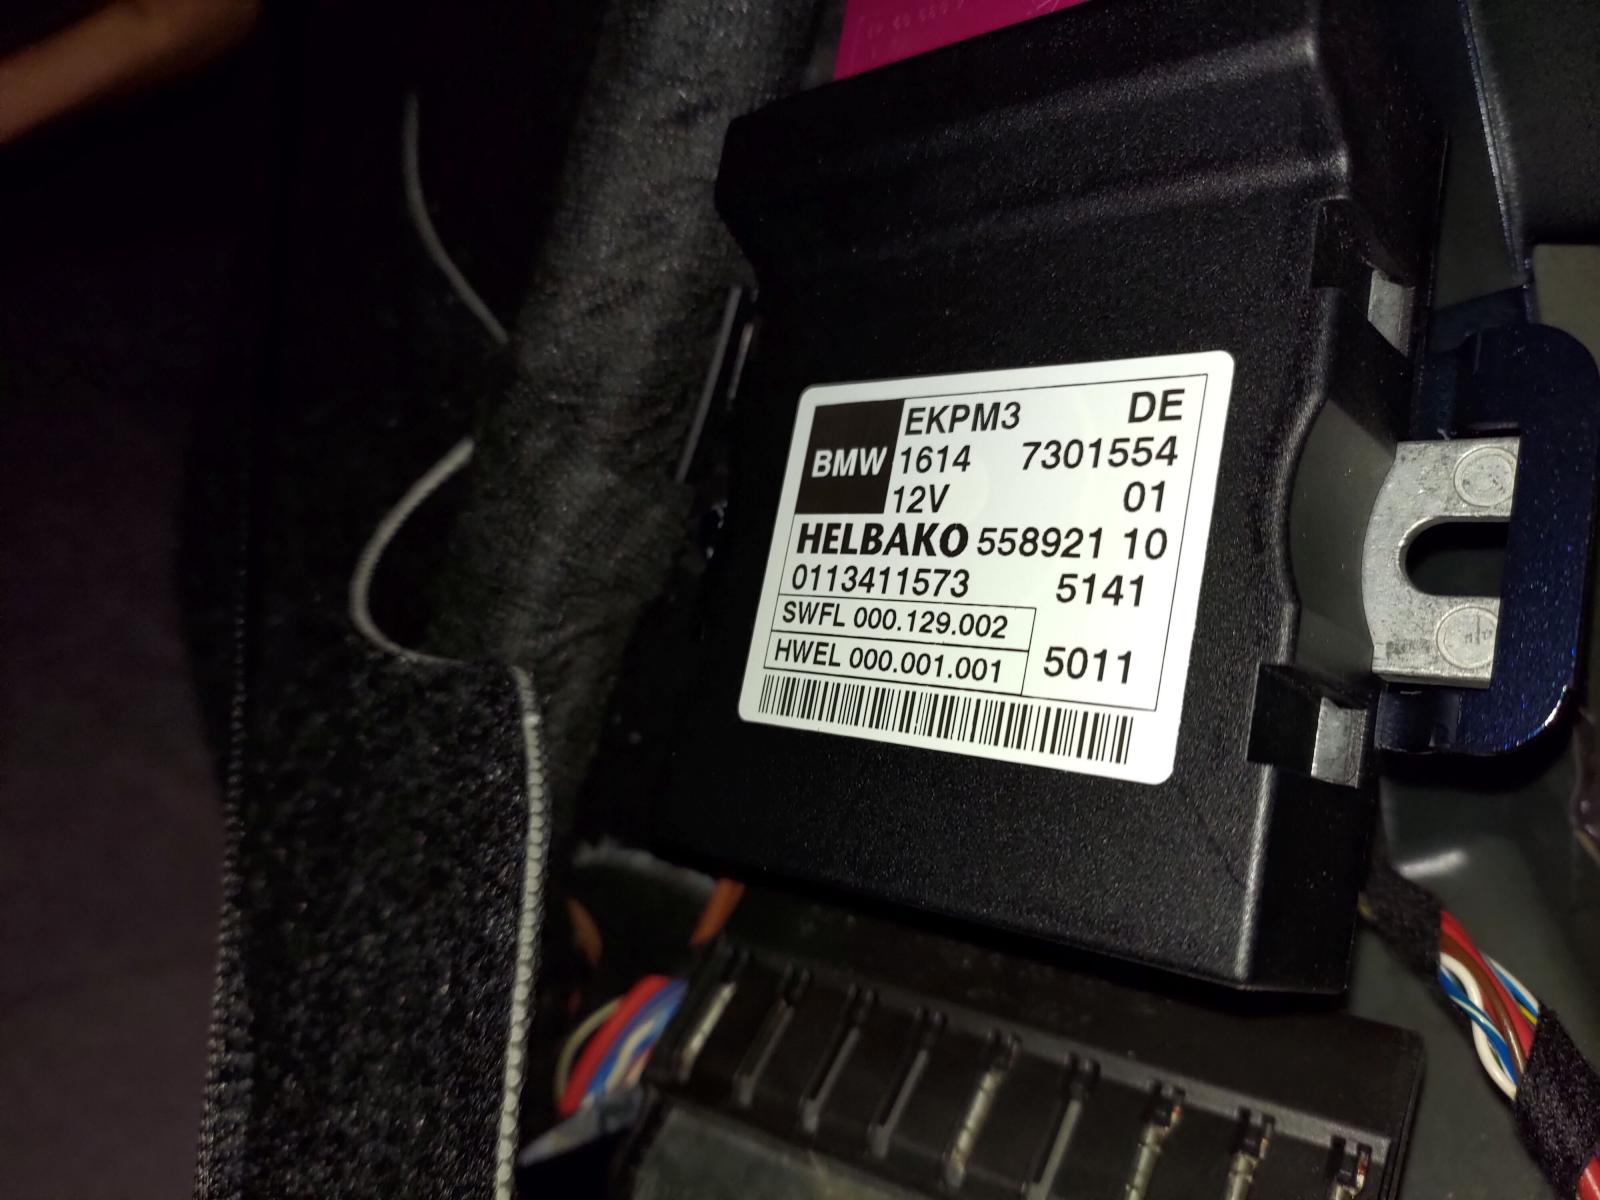 BMW
EKPM3 DE
1614 7301554
12V 01
HELBAKO 558921 10
0113411573 5141
SWFL 000.129.002
HWEL 000.001.001 5011